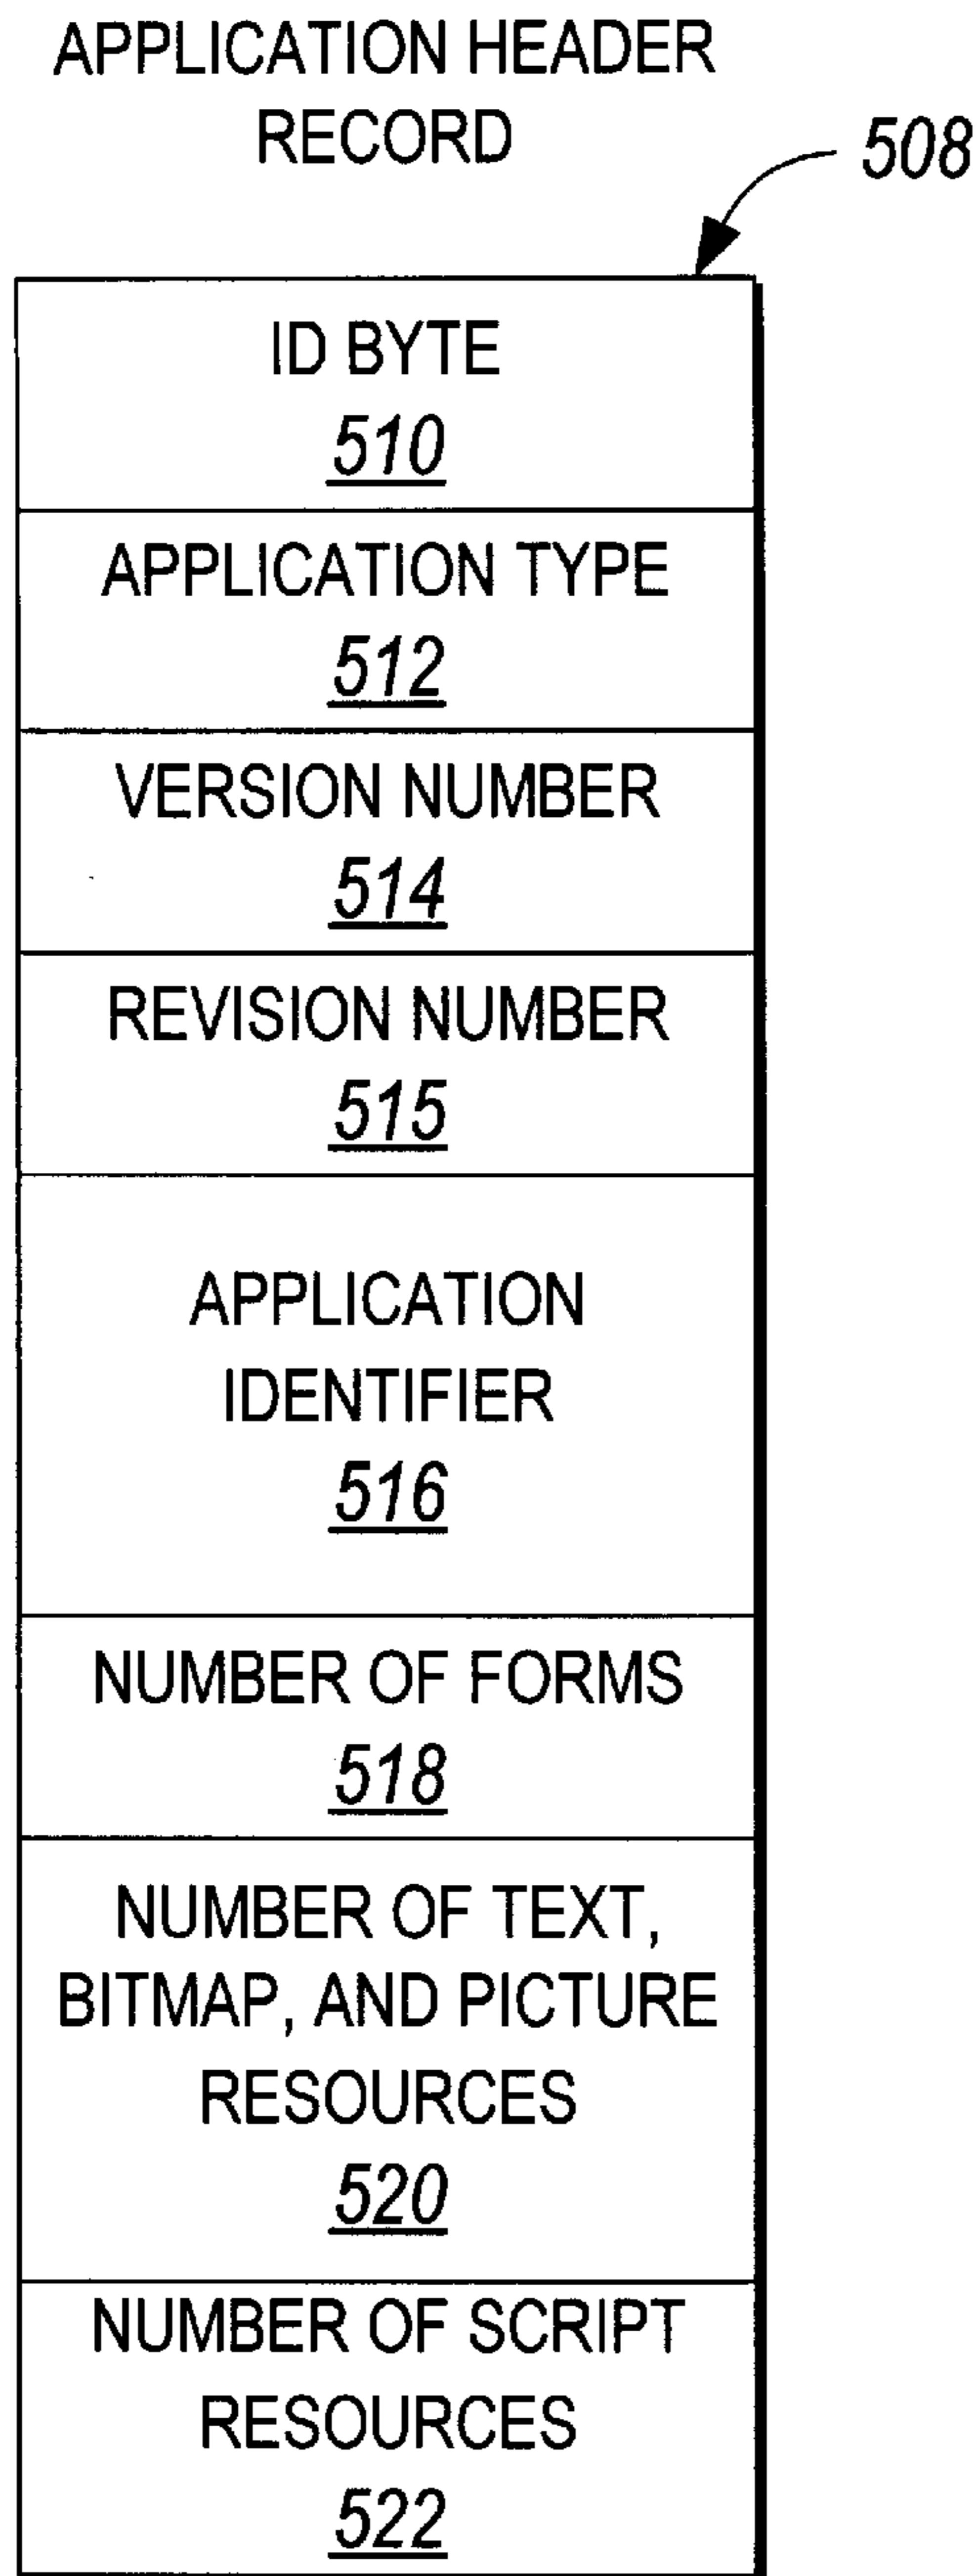 APPLICATION HEADER
RECORD
508
ID BYTE
510
APPLICATION TYPE
512
VERSION NUMBER
514
REVISION NUMBER
515
APPLICATION
IDENTIFIER
516
NUMBER OF FORMS
518
NUMBER OF TEXT,
BITMAP, AND PICTURE
RESOURCES
520
NUMBER OF SCRIPT
RESOURCES
522